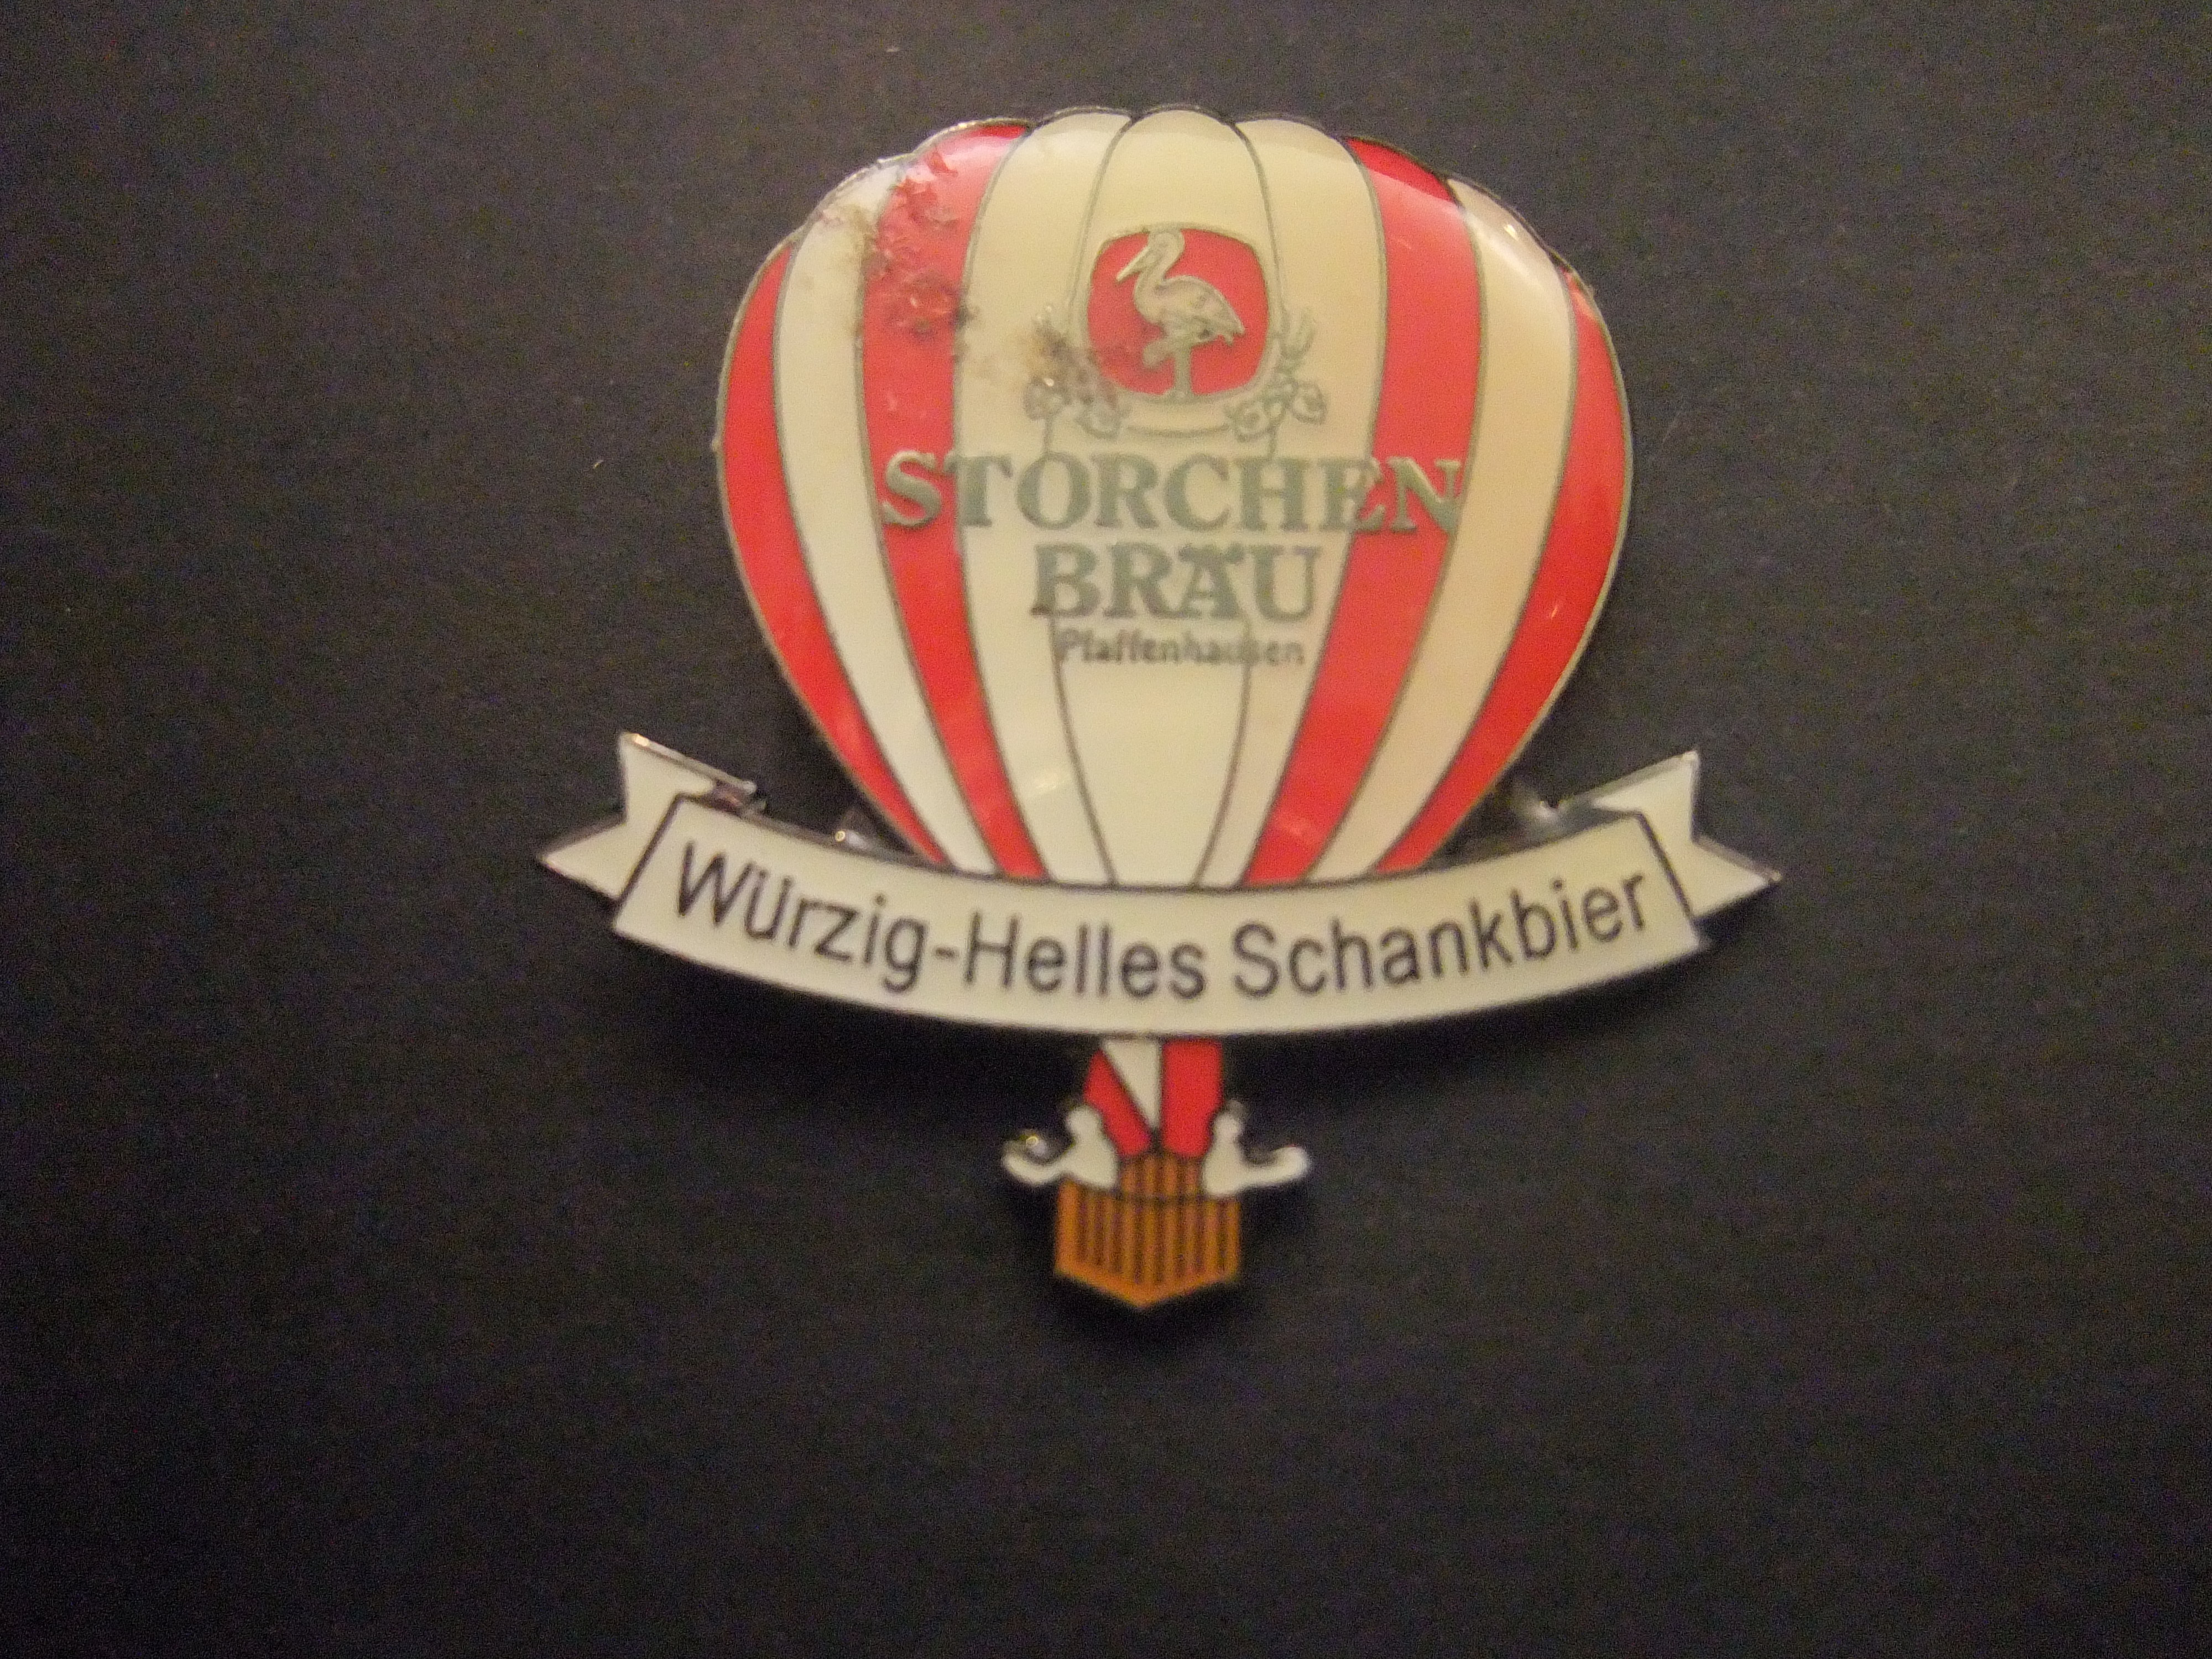 STORCHEN
BRÄU
Pfaffenhausen
Würzig-Helles Schankbier